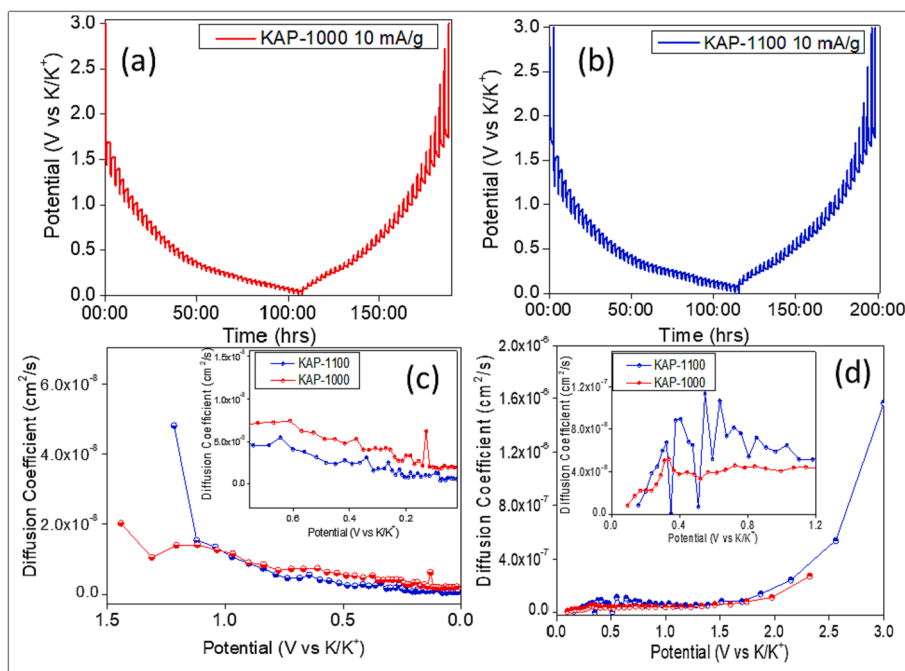 (a)
KAP-1000 10 mA/g
Potential (V vs K/K⁺)
3.0
2.5
2.0
1.5
1.0
0.5
0.0
00:00 50:00 100:00 150:00
Time (hrs)
(b)
KAP-1100 10 mA/g
Potential (V vs K/K⁺)
3.0
2.5
2.0
1.5
1.0
0.5
0.0
00:00 50:00 100:00 150:00 200:00
Time (hrs)
(c)
Diffusion Coefficient (cm²/s)
6.0x10⁻⁸
4.0x10⁻⁸
2.0x10⁻⁸
0.0
1.5 1.0 0.5 0.0
Potential (V vs K/K⁺)
KAP-1100
KAP-1000
Diffusion Coefficient (cm²/s)
0.0
0.6 0.4 0.2
Potential (V vs K/K⁺)
(d)
Diffusion Coefficient (cm²/s)
2.0x10⁻⁶
1.6x10⁻⁶
1.2x10⁻⁶
8.0x10⁻⁷
4.0x10⁻⁷
0.0
0.0 0.5 1.0 1.5 2.0 2.5 3.0
Potential (V vs K/K⁺)
KAP-1100
KAP-1000
Diffusion Coefficient (cm²/s)
1.2x10⁻⁷
8.0x10⁻⁸
4.0x10⁻⁸
0.0
0.4 0.8 1.2
Potential (V vs K/K⁺)